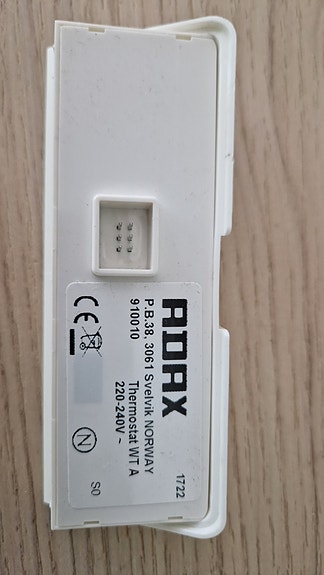 ADAX
1722
P.B.38, 3061 Svelvik NORWAY
910010
Thermostat WT A
220-240V ~
CE
N
S0